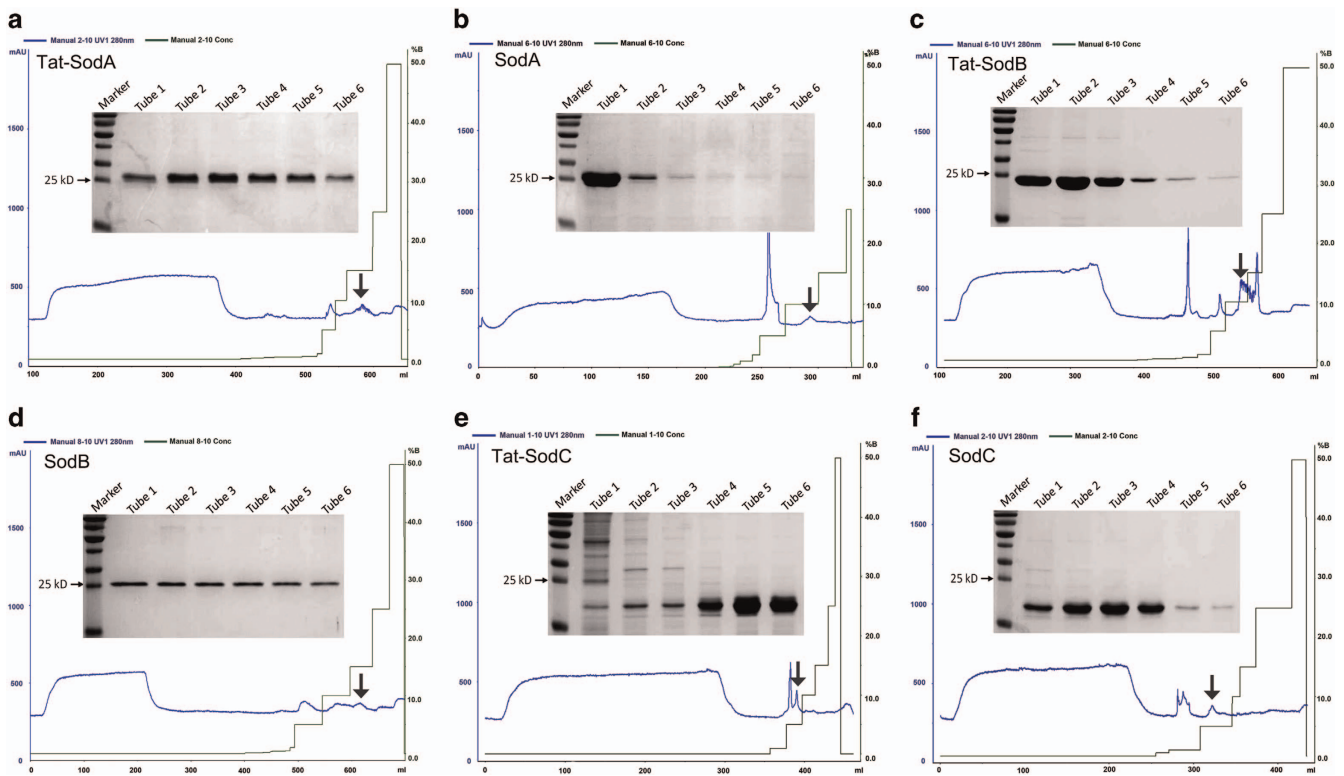 a
Manual 2-10 UV1 280nm Manual 2-10 Conc
mAU
%B
Tat-SodA
Marker Tube 1 Tube 2 Tube 3 Tube 4 Tube 5 Tube 6
25 kD
50.0
40.0
30.0
20.0
10.0
0.0
1500
1000
500
0
100 200 300 400 500 600 ml
b
Manual 6-10 UV1 280nm Manual 6-10 Conc
mAU
%B
SodA
Marker Tube 1 Tube 2 Tube 3 Tube 4 Tube 5 Tube 6
25 kD
50.0
40.0
30.0
20.0
10.0
0.0
1500
1000
500
0
0 50 100 150 200 250 300 ml
c
Manual 6-10 UV1 280nm Manual 6-10 Conc
mAU
%B
Tat-SodB
Marker Tube 1 Tube 2 Tube 3 Tube 4 Tube 5 Tube 6
25 kD
50.0
40.0
30.0
20.0
10.0
0.0
1500
1000
500
0
100 200 300 400 500 600 ml
d
Manual 8-10 UV1 280nm Manual 8-10 Conc
mAU
%B
SodB
Marker Tube 1 Tube 2 Tube 3 Tube 4 Tube 5 Tube 6
25 kD
50.0
40.0
30.0
20.0
10.0
0.0
1500
1000
500
0
0 100 200 300 400 500 600 ml
e
Manual 1-10 UV1 280nm Manual 1-10 Conc
mAU
%B
Tat-SodC
Marker Tube 1 Tube 2 Tube 3 Tube 4 Tube 5 Tube 6
25 kD
50.0
40.0
30.0
20.0
10.0
0.0
1500
1000
500
0
0 100 200 300 400 ml
f
Manual 2-10 UV1 280nm Manual 2-10 Conc
mAU
%B
SodC
Marker Tube 1 Tube 2 Tube 3 Tube 4 Tube 5 Tube 6
25 kD
50.0
40.0
30.0
20.0
10.0
0.0
1500
1000
500
0
0 100 200 300 400 ml